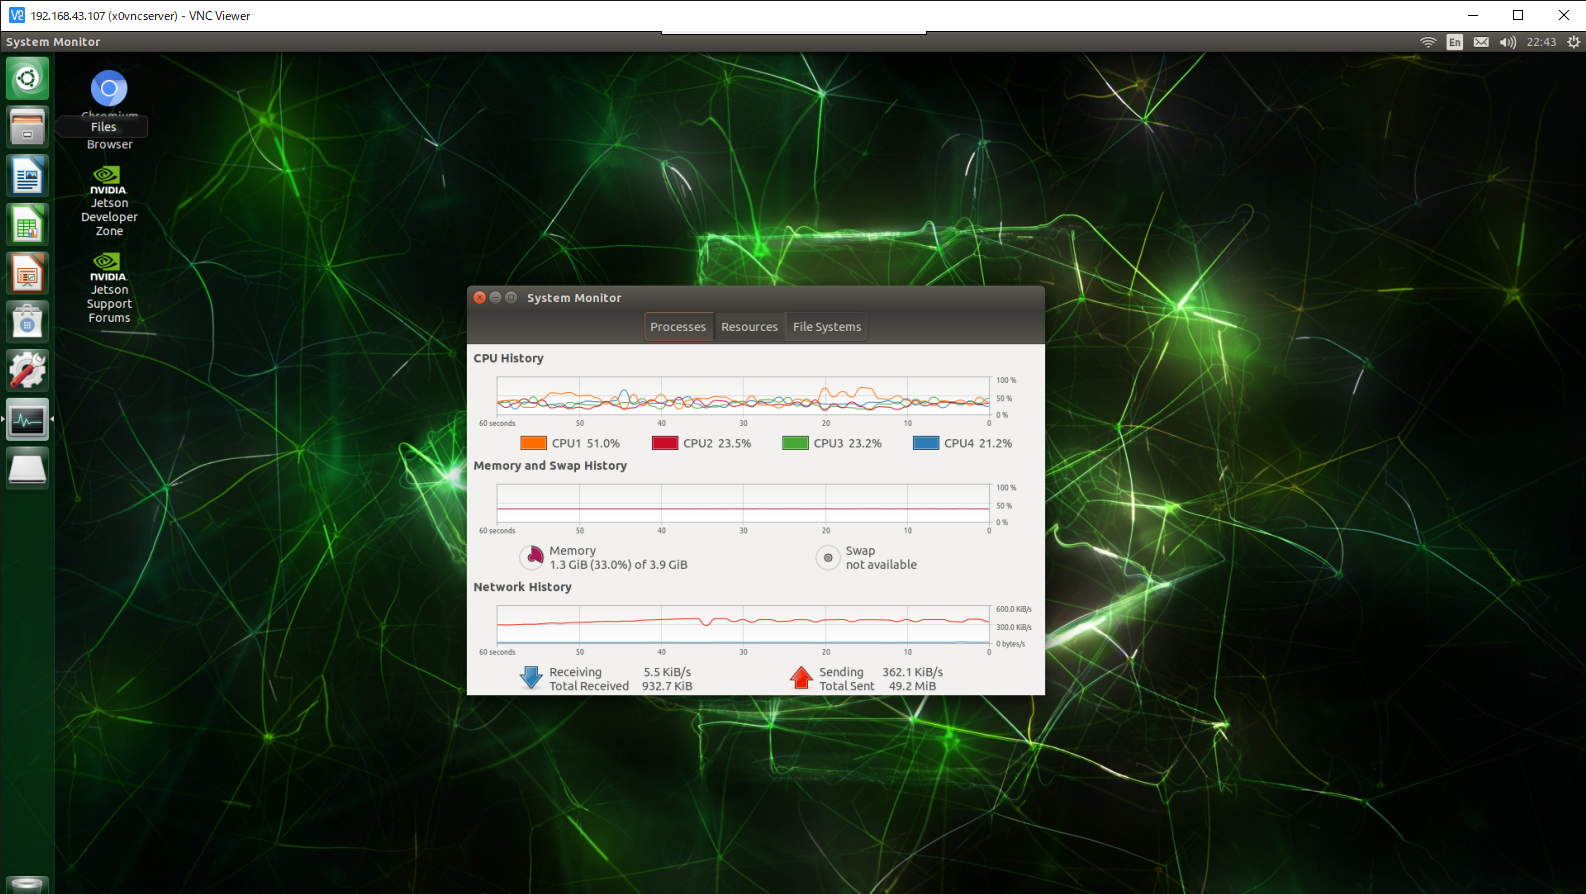 192.168.43.107 (x0vncserver) - VNC Viewer
System Monitor
En
22:43
Chromium
Files
Browser
NVIDIA.
Jetson
Developer
Zone
NVIDIA.
Jetson
Support
Forums
System Monitor
Processes Resources File Systems
CPU History
100 %
50 %
0 %
60 seconds 50 40 30 20 10 0
CPU1 51.0% CPU2 23.5% CPU3 23.2% CPU4 21.2%
Memory and Swap History
100 %
50 %
0 %
60 seconds 50 40 30 20 10 0
Memory
1.3 GiB (33.0%) of 3.9 GiB
Swap
not available
Network History
600.0 KiB/s
300.0 KiB/s
0 bytes/s
60 seconds 50 40 30 20 10 0
Receiving 5.5 KiB/s
Total Received 932.7 KiB
Sending 362.1 KiB/s
Total Sent 49.2 MiB